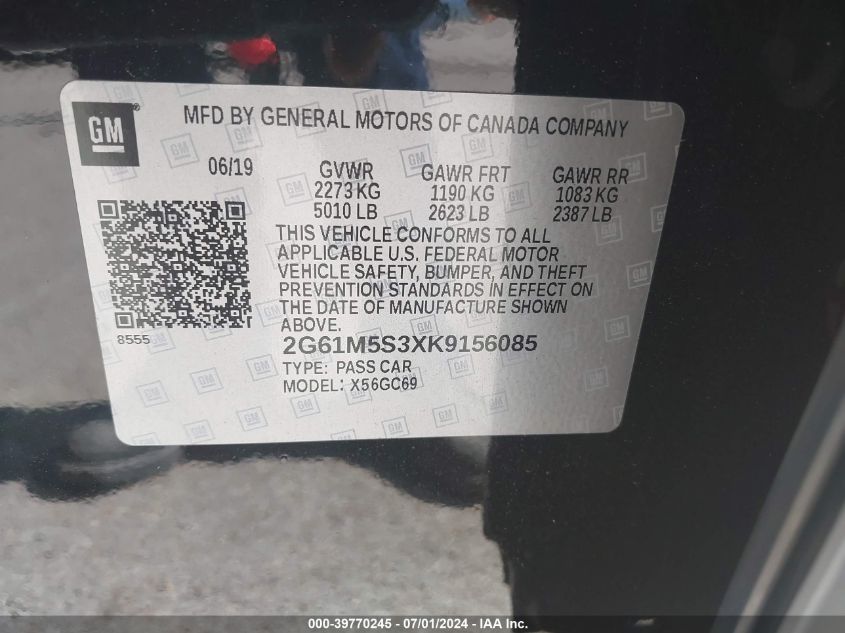 GM
MFD BY GENERAL MOTORS OF CANADA COMPANY
06/19 GVWR GAWR FRT GAWR RR
2273 KG 1190 KG 1083 KG
5010 LB 2623 LB 2387 LB
THIS VEHICLE CONFORMS TO ALL
APPLICABLE U.S. FEDERAL MOTOR
VEHICLE SAFETY, BUMPER, AND THEFT
PREVENTION STANDARDS IN EFFECT ON
THE DATE OF MANUFACTURE SHOWN
ABOVE.
8555
2G61M5S3XK9156085
TYPE: PASS CAR
MODEL: X56GC69
000-39770245 - 07/01/2024 - IAA Inc.